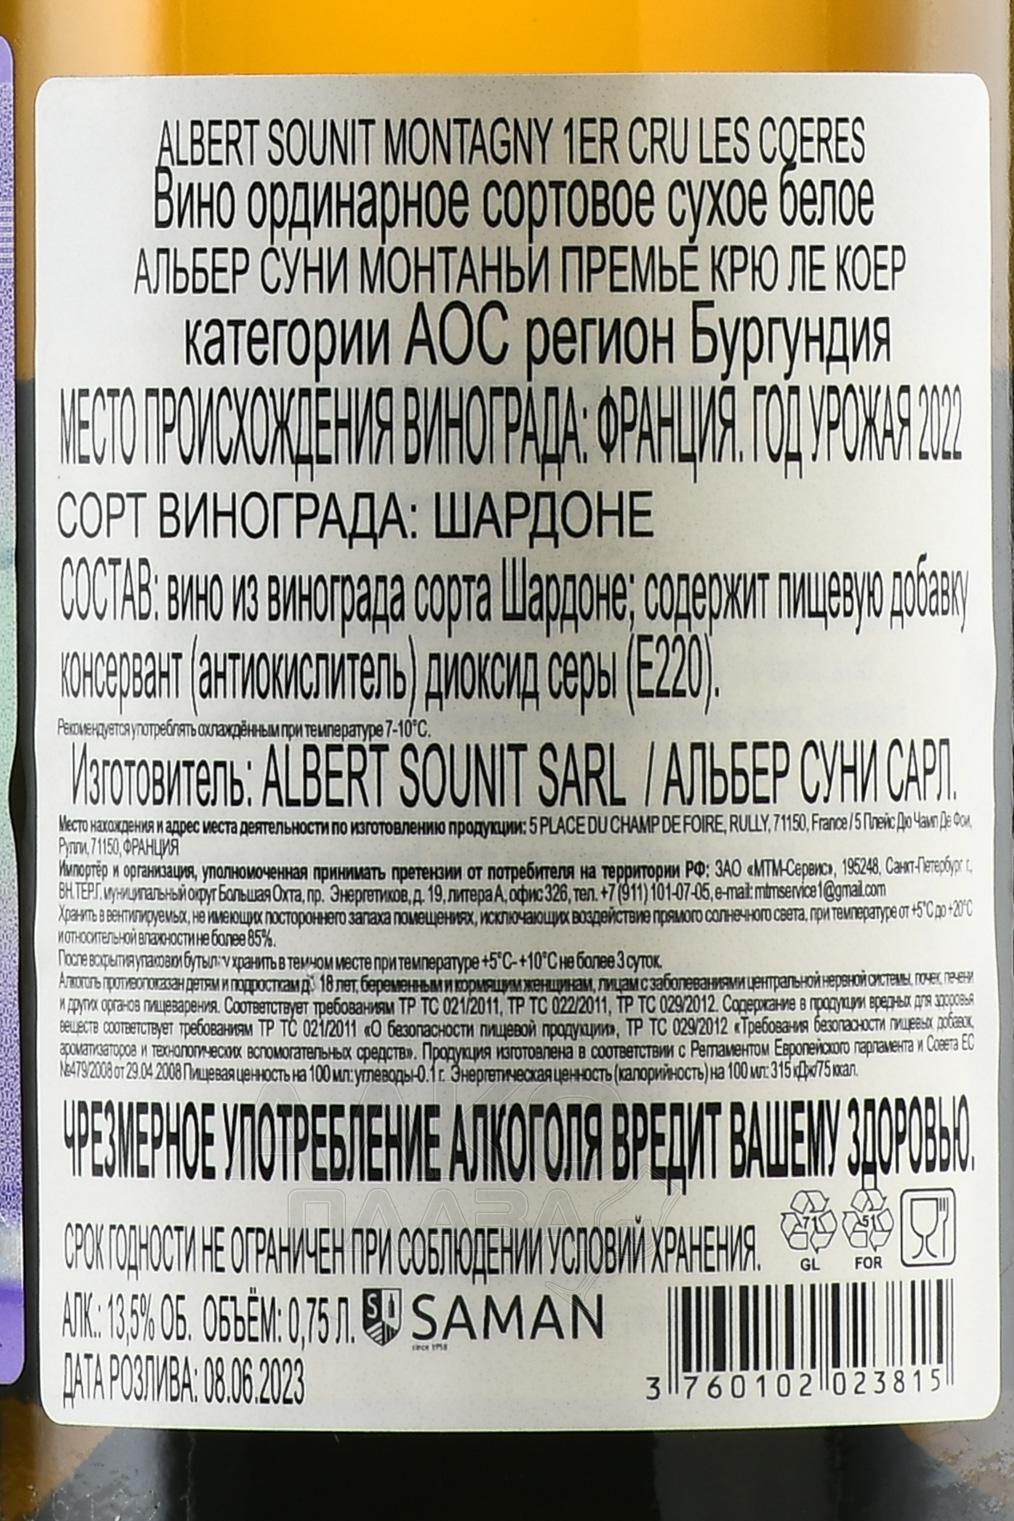 ALBERT SOUNIT MONTAGNY 1ER CRU LES COERES
Вино ординарное сортовое сухое белое
АЛЬБЕР СУНИ МОНТАНЬИ ПРЕМЬЕ КРЮ ЛЕ КОЕР
категории АОС регион Бургундия
МЕСТО ПРОИСХОЖДЕНИЯ ВИНОГРАДА: ФРАНЦИЯ. ГОД УРОЖАЯ 2022
СОРТ ВИНОГРАДА: ШАРДОНЕ
СОСТАВ: вино из винограда сорта Шардоне; содержит пищевую добавку
консервант (антиокислитель) диоксид серы (Е220).
Рекомендуется употреблять охлаждённым при температуре 7-10°С.
Изготовитель: ALBERT SOUNIT SARL / АЛЬБЕР СУНИ САРЛ.
Место нахождения и адрес места деятельности по изготовлению продукции: 5 PLACE DU CHAMP DE FOIRE, RULLY, 71150, France / 5 Плейс Дю Чамп Де Фои,
Рулли, 71150, ФРАНЦИЯ
Импортёр и организация, уполномоченная принимать претензии от потребителя на территории РФ: ЗАО «МТМ-Сервис», 195248, Санкт-Петербург г.,
ВН.ТЕР.Г. муниципальный округ Большая Охта, пр. Энергетиков, д. 19, литера А, офис 326, тел. +7 (911) 101-07-05, e-mail: mtmservice1@gmail.com
Хранить в вентилируемых, не имеющих постороннего запаха помещениях, исключающих воздействие прямого солнечного света, при температуре от +5°С до +20°С
и относительной влажности не более 85%.
После вскрытия упаковки бутылку хранить в темном месте при температуре +5°С- +10°С не более 3 суток.
Алкоголь противопоказан детям и подросткам до 18 лет, беременным и кормящим женщинам, лицам с заболеваниями центральной нервной системы, почек, печени
и других органов пищеварения. Соответствует требованиям ТР ТС 021/2011, ТР ТС 022/2011, ТР ТС 029/2012. Содержание в продукции вредных для здоровья
веществ соответствует требованиям ТР ТС 021/2011 «О безопасности пищевой продукции», ТР ТС 029/2012 «Требования безопасности пищевых добавок,
ароматизаторов и технологических вспомогательных средств». Продукция изготовлена в соответствии с Регламентом Европейского парламента и Совета ЕС
№479/2008 от 29.04.2008 Пищевая ценность на 100 мл: углеводы-0.1 г. Энергетическая ценность (калорийность) на 100 мл: 315 кДж/75 ккал.
ЧРЕЗМЕРНОЕ УПОТРЕБЛЕНИЕ АЛКОГОЛЯ ВРЕДИТ ВАШЕМУ ЗДОРОВЬЮ.
СРОК ГОДНОСТИ НЕ ОГРАНИЧЕН ПРИ СОБЛЮДЕНИИ УСЛОВИЙ ХРАНЕНИЯ.
71 51
GL FOR
АЛК.: 13,5% ОБ. ОБЪЁМ: 0,75 Л. S SAMAN
since 1958
ДАТА РОЗЛИВА: 08.06.2023
3 760102 023815
АЛКО
ПЛАЗА